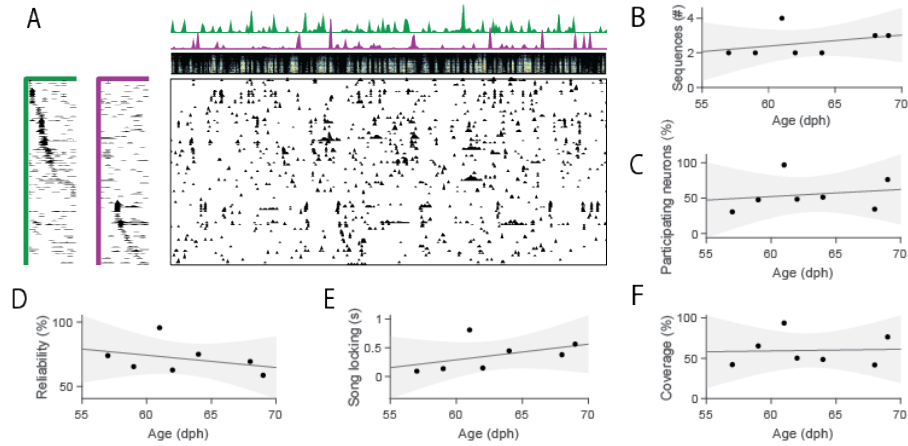 A
B
Sequences (#)
4
2
0
55 60 65 70
Age (dph)
C
Participating neurons (%)
100
50
0
55 60 65 70
Age (dph)
D
Reliability (%)
100
50
55 60 65 70
Age (dph)
E
Song locking (s)
1
0.5
0
55 60 65 70
Age (dph)
F
Coverage (%)
100
50
0
55 60 65 70
Age (dph)